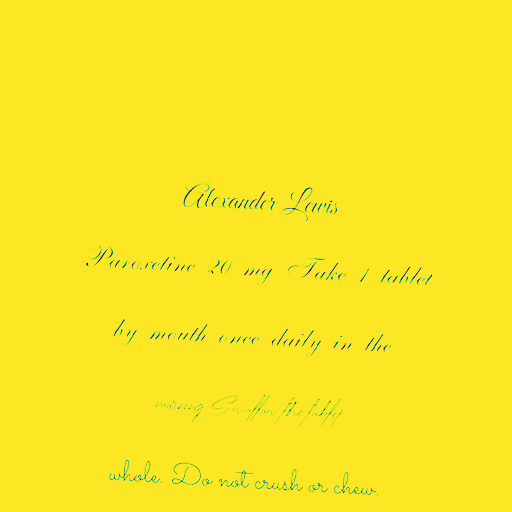 Alexander Lewis
Paroxetine 20 mg Take 1 tablet
by mouth once daily in the
the
whole. Do not crush or chew.